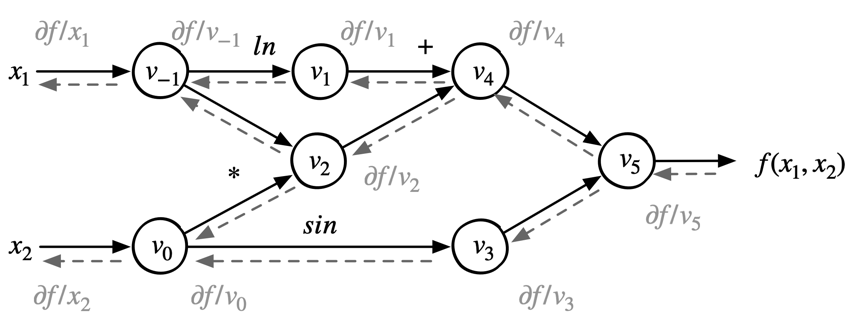 ∂f/x₁ ∂f/v₋₁ ln ∂f/v₁ + ∂f/v₄
x₁ v₋₁ v₁ v₄
* v₂ ∂f/v₂ v₅ f(x₁, x₂)
sin ∂f/v₅
x₂ v₀ v₃
∂f/x₂ ∂f/v₀ ∂f/v₃